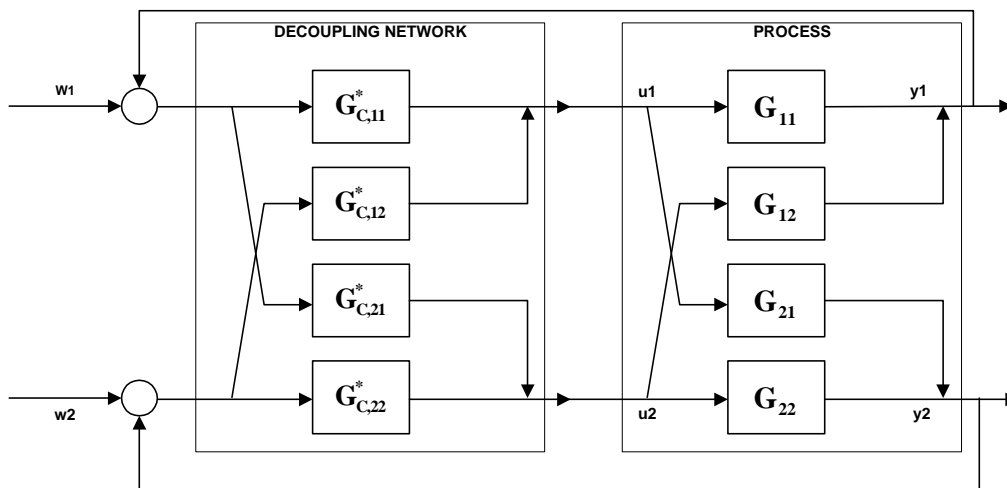 DECOUPLING NETWORK
PROCESS
w1
G*C,11
u1
G11
y1
G*C,12
G12
G*C,21
G21
w2
G*C,22
u2
G22
y2